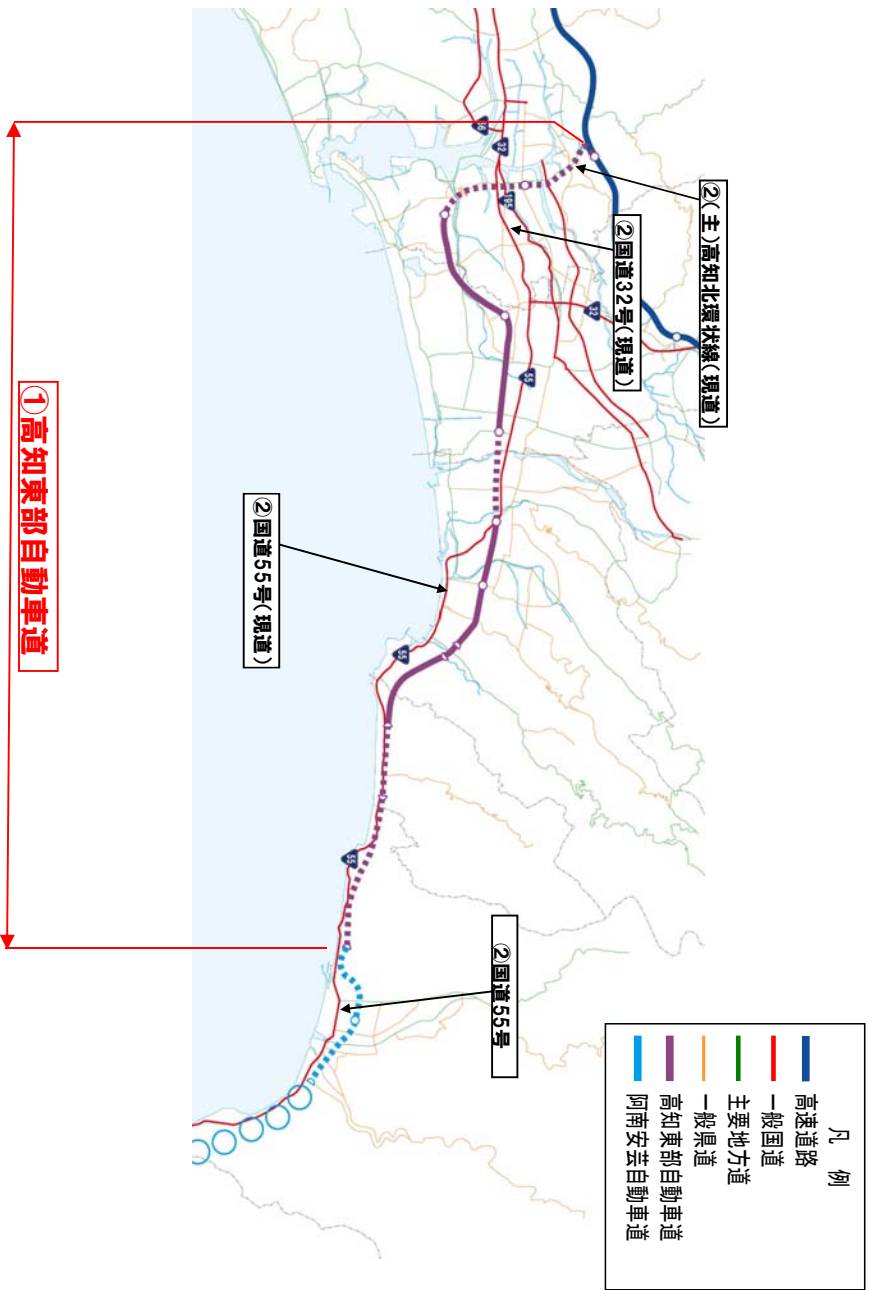 凡 例
高速道路
一般国道
主要地方道
一般県道
高知東部自動車道
阿南安芸自動車道
②(主)高知北環状線(現道)
②国道32号(現道)
②国道55号(現道)
②国道55号
①高知東部自動車道
56
32
195
32
55
55
55